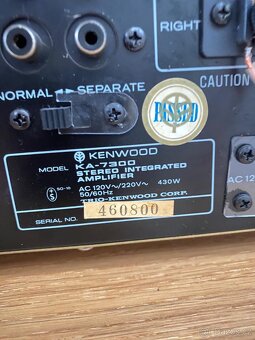 RIGHT
NORMAL SEPARATE
CAUTION
PASSED
KENWOOD
MODEL KA-7300
STEREO INTEGRATED
AMPLIFIER
AC 120V~/220V~ 430W
50/60Hz
TRIO-KENWOOD CORP.
SERIAL NO. 460800
AC 12